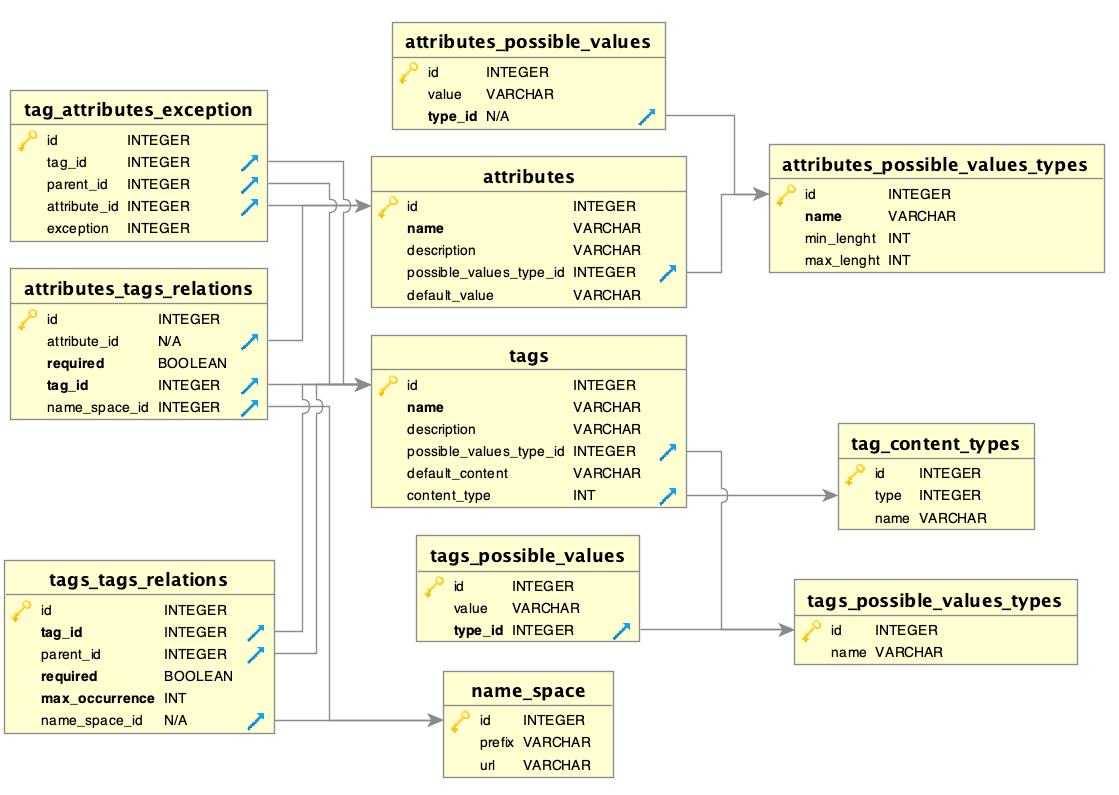 attributes_possible_values
id INTEGER
value VARCHAR
type_id N/A
tag_attributes_exception
id INTEGER
tag_id INTEGER
parent_id INTEGER
attribute_id INTEGER
exception INTEGER
attributes
id INTEGER
name VARCHAR
description VARCHAR
possible_values_type_id INTEGER
default_value VARCHAR
attributes_possible_values_types
id INTEGER
name VARCHAR
min_lenght INT
max_lenght INT
attributes_tags_relations
id INTEGER
attribute_id N/A
required BOOLEAN
tag_id INTEGER
name_space_id INTEGER
tags
id INTEGER
name VARCHAR
description VARCHAR
possible_values_type_id INTEGER
default_content VARCHAR
content_type INT
tag_content_types
id INTEGER
type INTEGER
name VARCHAR
tags_possible_values
id INTEGER
value VARCHAR
type_id INTEGER
tags_possible_values_types
id INTEGER
name VARCHAR
tags_tags_relations
id INTEGER
tag_id INTEGER
parent_id INTEGER
required BOOLEAN
max_occurrence INT
name_space_id N/A
name_space
id INTEGER
prefix VARCHAR
url VARCHAR